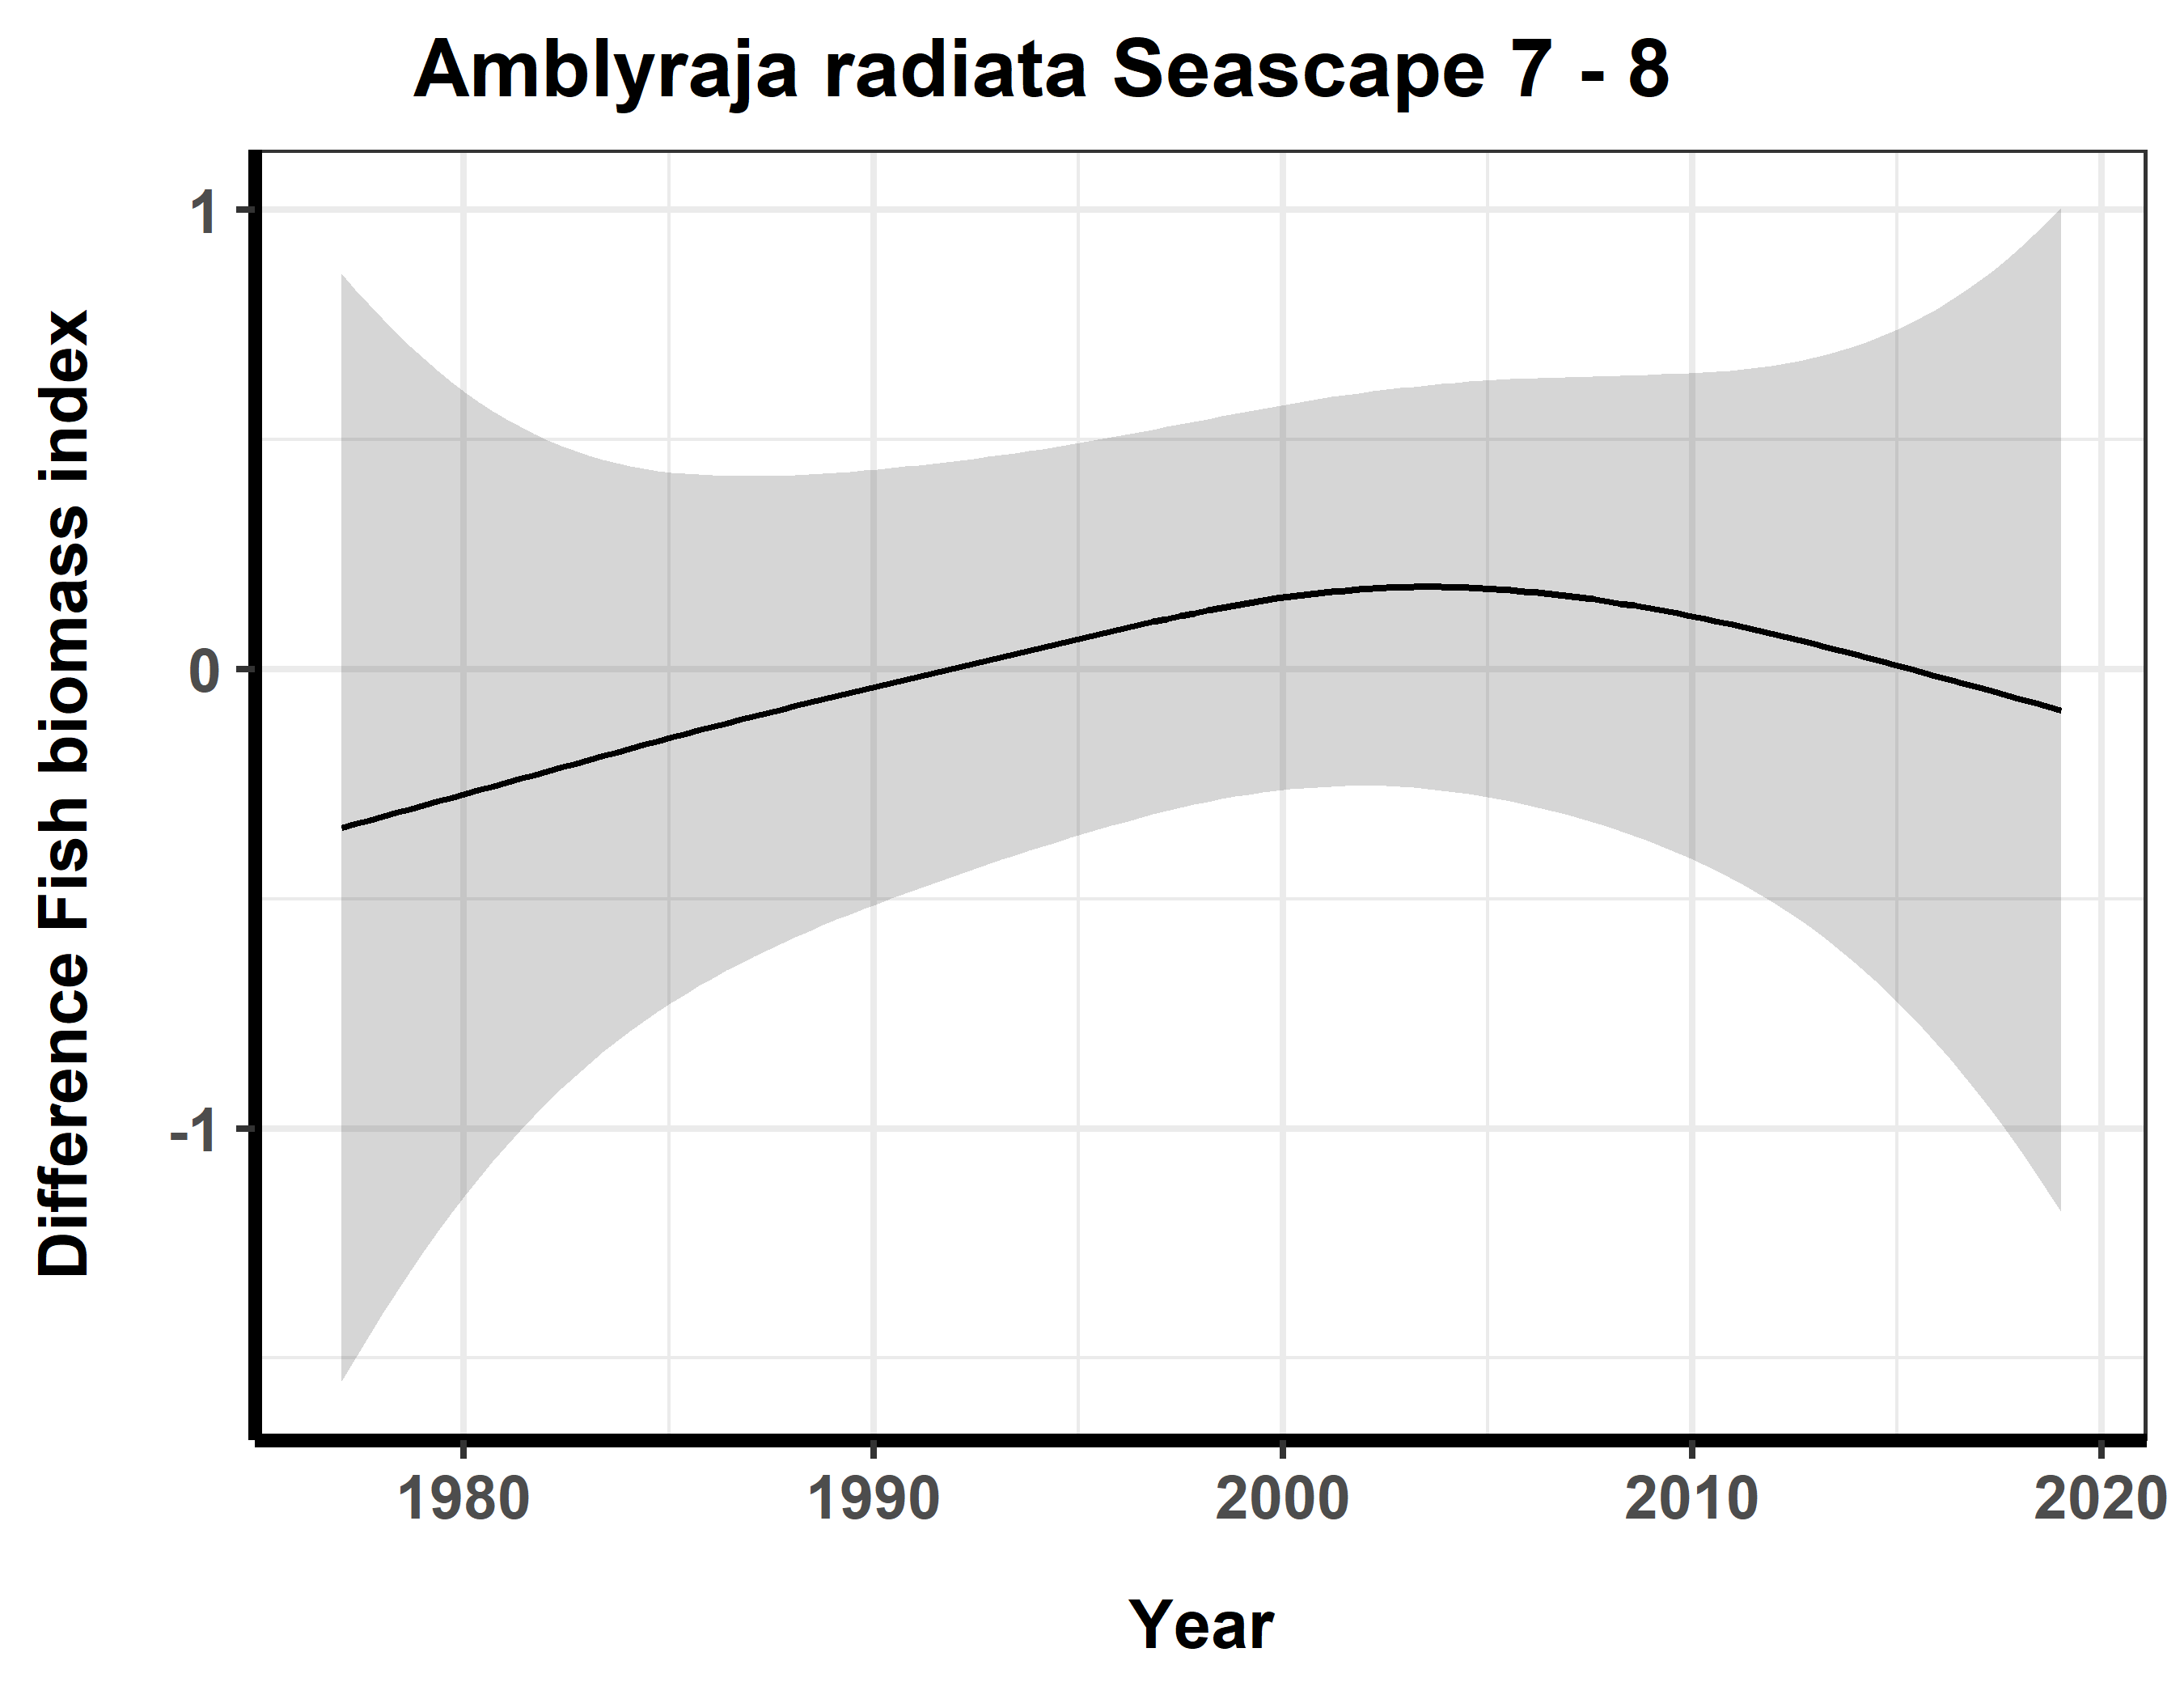 Amblyraja radiata Seascape 7 - 8
Difference Fish biomass index
1
0
-1
1980 1990 2000 2010 2020
Year